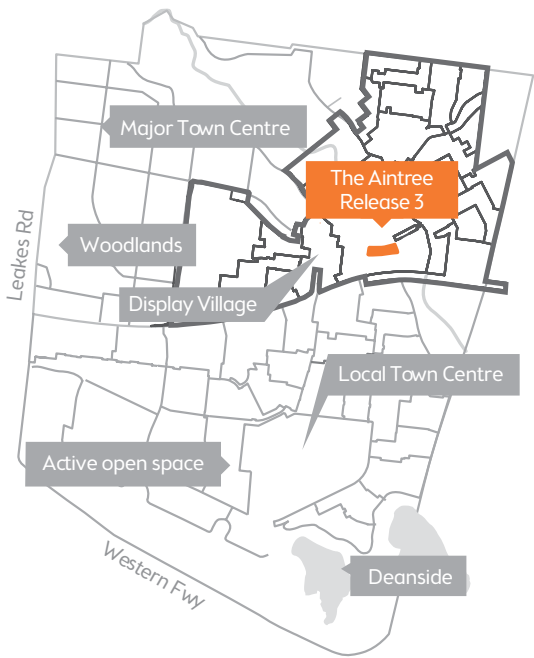 Major Town Centre
The Aintree
Release 3
Leakes Rd
Woodlands
Display Village
Local Town Centre
Active open space
Western Fwy
Deanside